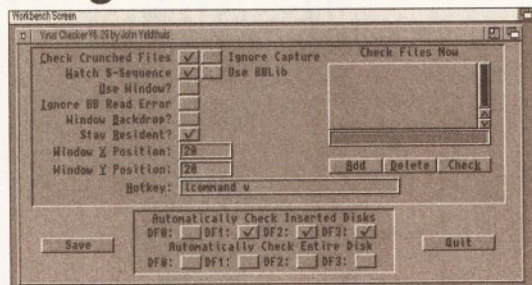 Workbench Screen
Virus Checker V6.26 by John Veldthuis
Check Crunched Files
Ignore Capture
Check Files Now
Watch S-Sequence
Use BBLib
Use Window?
Ignore BB Read Error
Window Backdrop?
Stay Resident?
Window X Position: 20
Window Y Position: 20
Add Delete Check
Hotkey: lcommand v
Automatically Check Inserted Disks
DF0: DF1: DF2: DF3:
Save
Automatically Check Entire Disk
Quit
DF0: DF1: DF2: DF3: